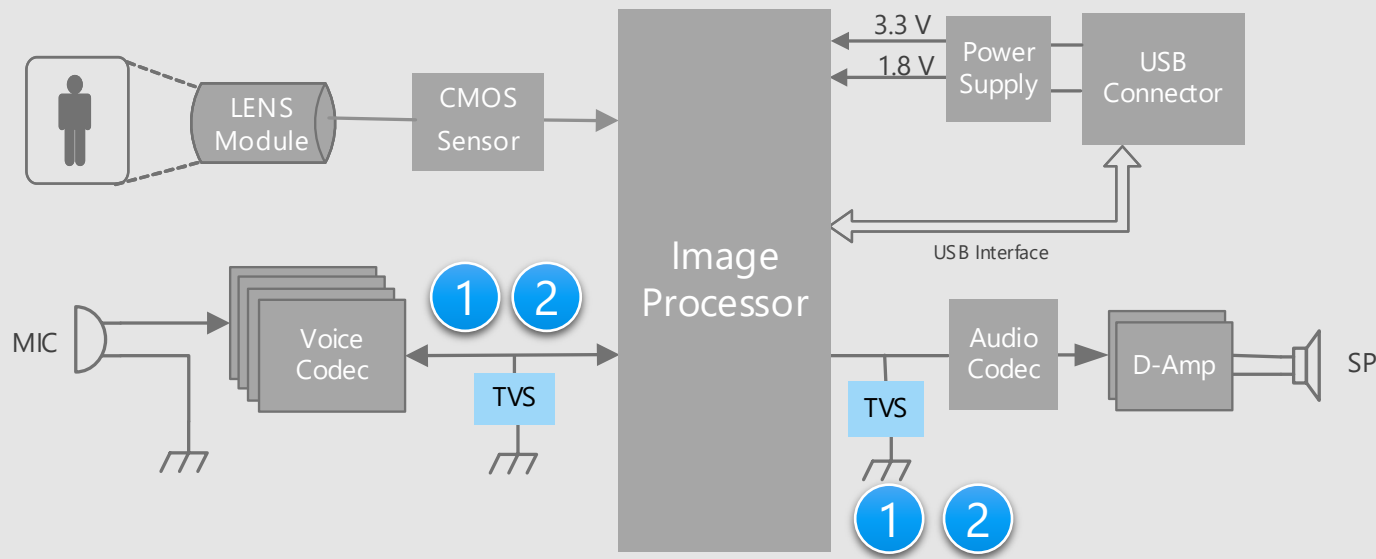 3.3 V
1.8 V
Power
Supply
USB
Connector
LENS
Module
CMOS
Sensor
USB Interface
Image
Processor
1 2
MIC
Voice
Codec
TVS
Audio
Codec
D-Amp
SP
TVS
1 2